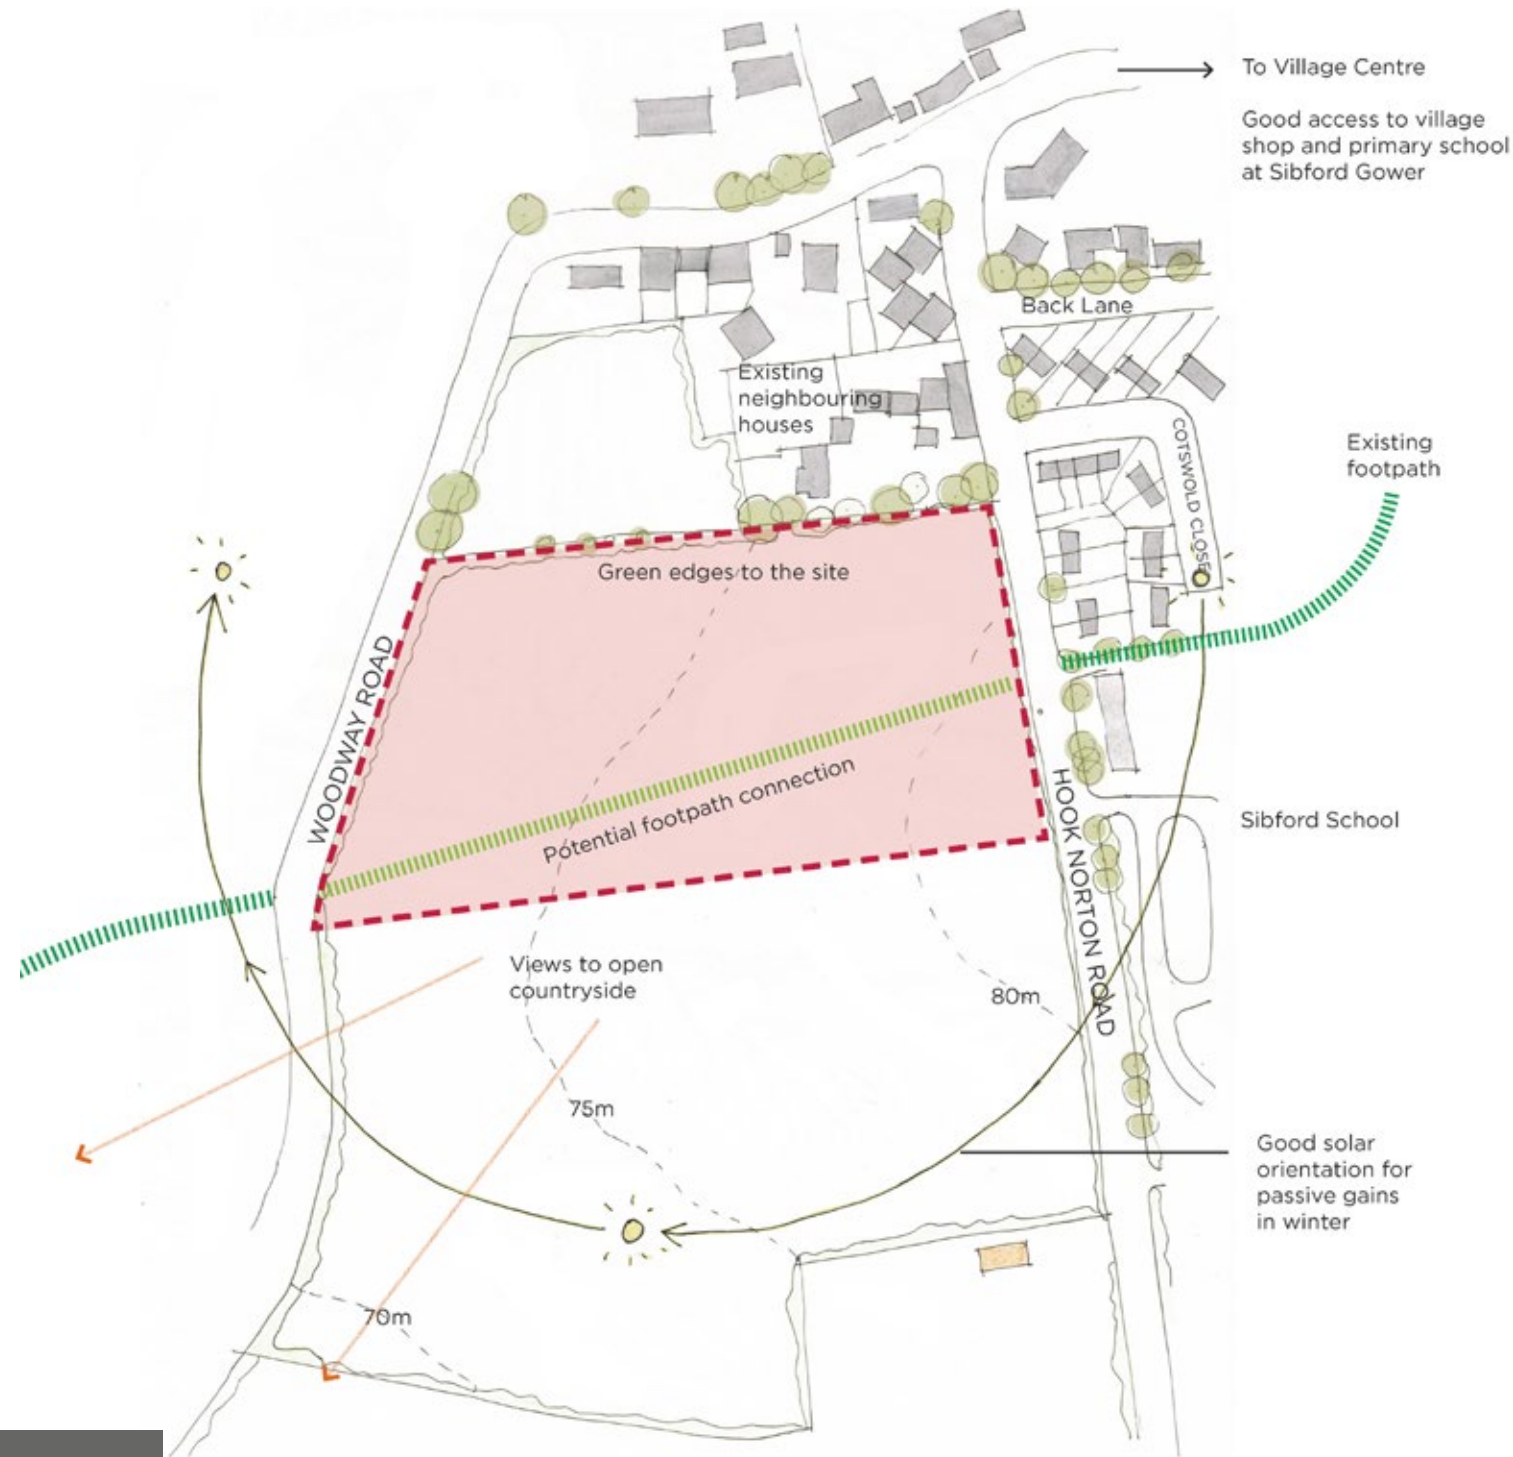 To Village Centre
Good access to village
shop and primary school
at Sibford Gower
Back Lane
Existing
neighbouring
houses
COTSWOLD CLOSE
Existing
footpath
Green edges to the site
WOODWAY ROAD
Potential footpath connection
HOOK NORTON ROAD
Sibford School
Views to open
countryside
80m
75m
Good solar
orientation for
passive gains
in winter
70m